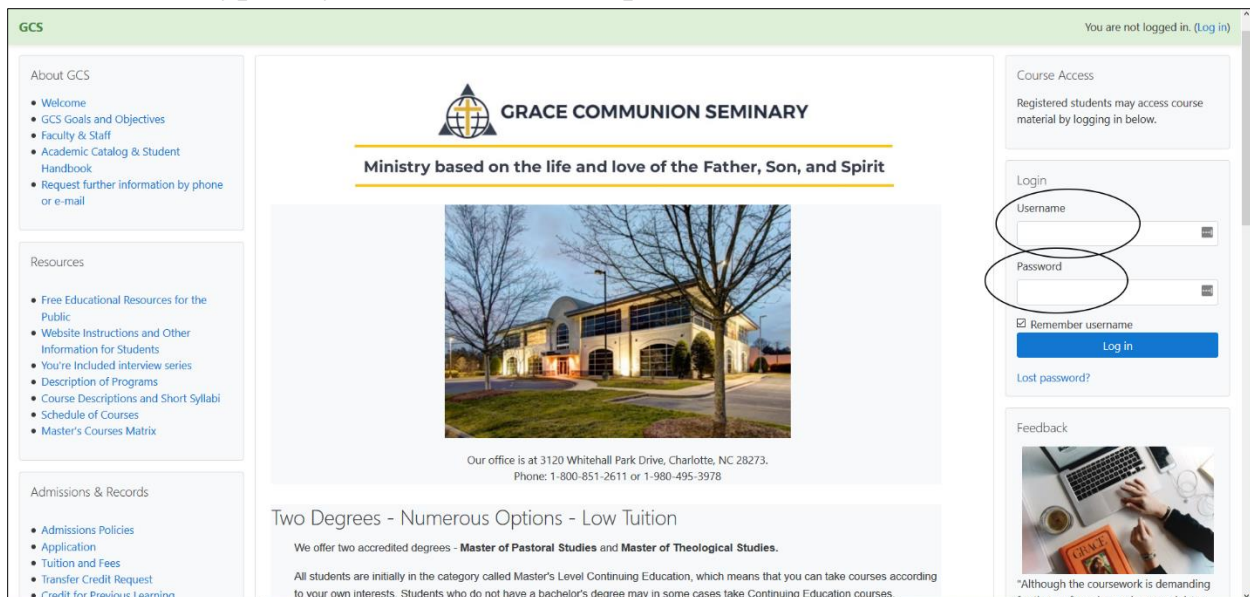 GCS
You are not logged in. (Log in)
About GCS
Welcome
GCS Goals and Objectives
Faculty & Staff
Academic Catalog & Student
Handbook
Request further information by phone
or e-mail
Resources
Free Educational Resources for the
Public
Website Instructions and Other
Information for Students
You're Included interview series
Description of Programs
Course Descriptions and Short Syllabi
Schedule of Courses
Master's Courses Matrix
Admissions & Records
Admissions Policies
Application
Tuition and Fees
Transfer Credit Request
Credit for Previous Learning
GRACE COMMUNION SEMINARY
Ministry based on the life and love of the Father, Son, and Spirit
Our office is at 3120 Whitehall Park Drive, Charlotte, NC 28273.
Phone: 1-800-851-2611 or 1-980-495-3978
Two Degrees - Numerous Options - Low Tuition
We offer two accredited degrees - Master of Pastoral Studies and Master of Theological Studies.
All students are initially in the category called Master's Level Continuing Education, which means that you can take courses according
to your own interests. Students who do not have a bachelor's degree may in some cases take Continuing Education courses.
Course Access
Registered students may access course
material by logging in below.
Login
Username
Password
Remember username
Log in
Lost password?
Feedback
GRACE
"Although the coursework is demanding